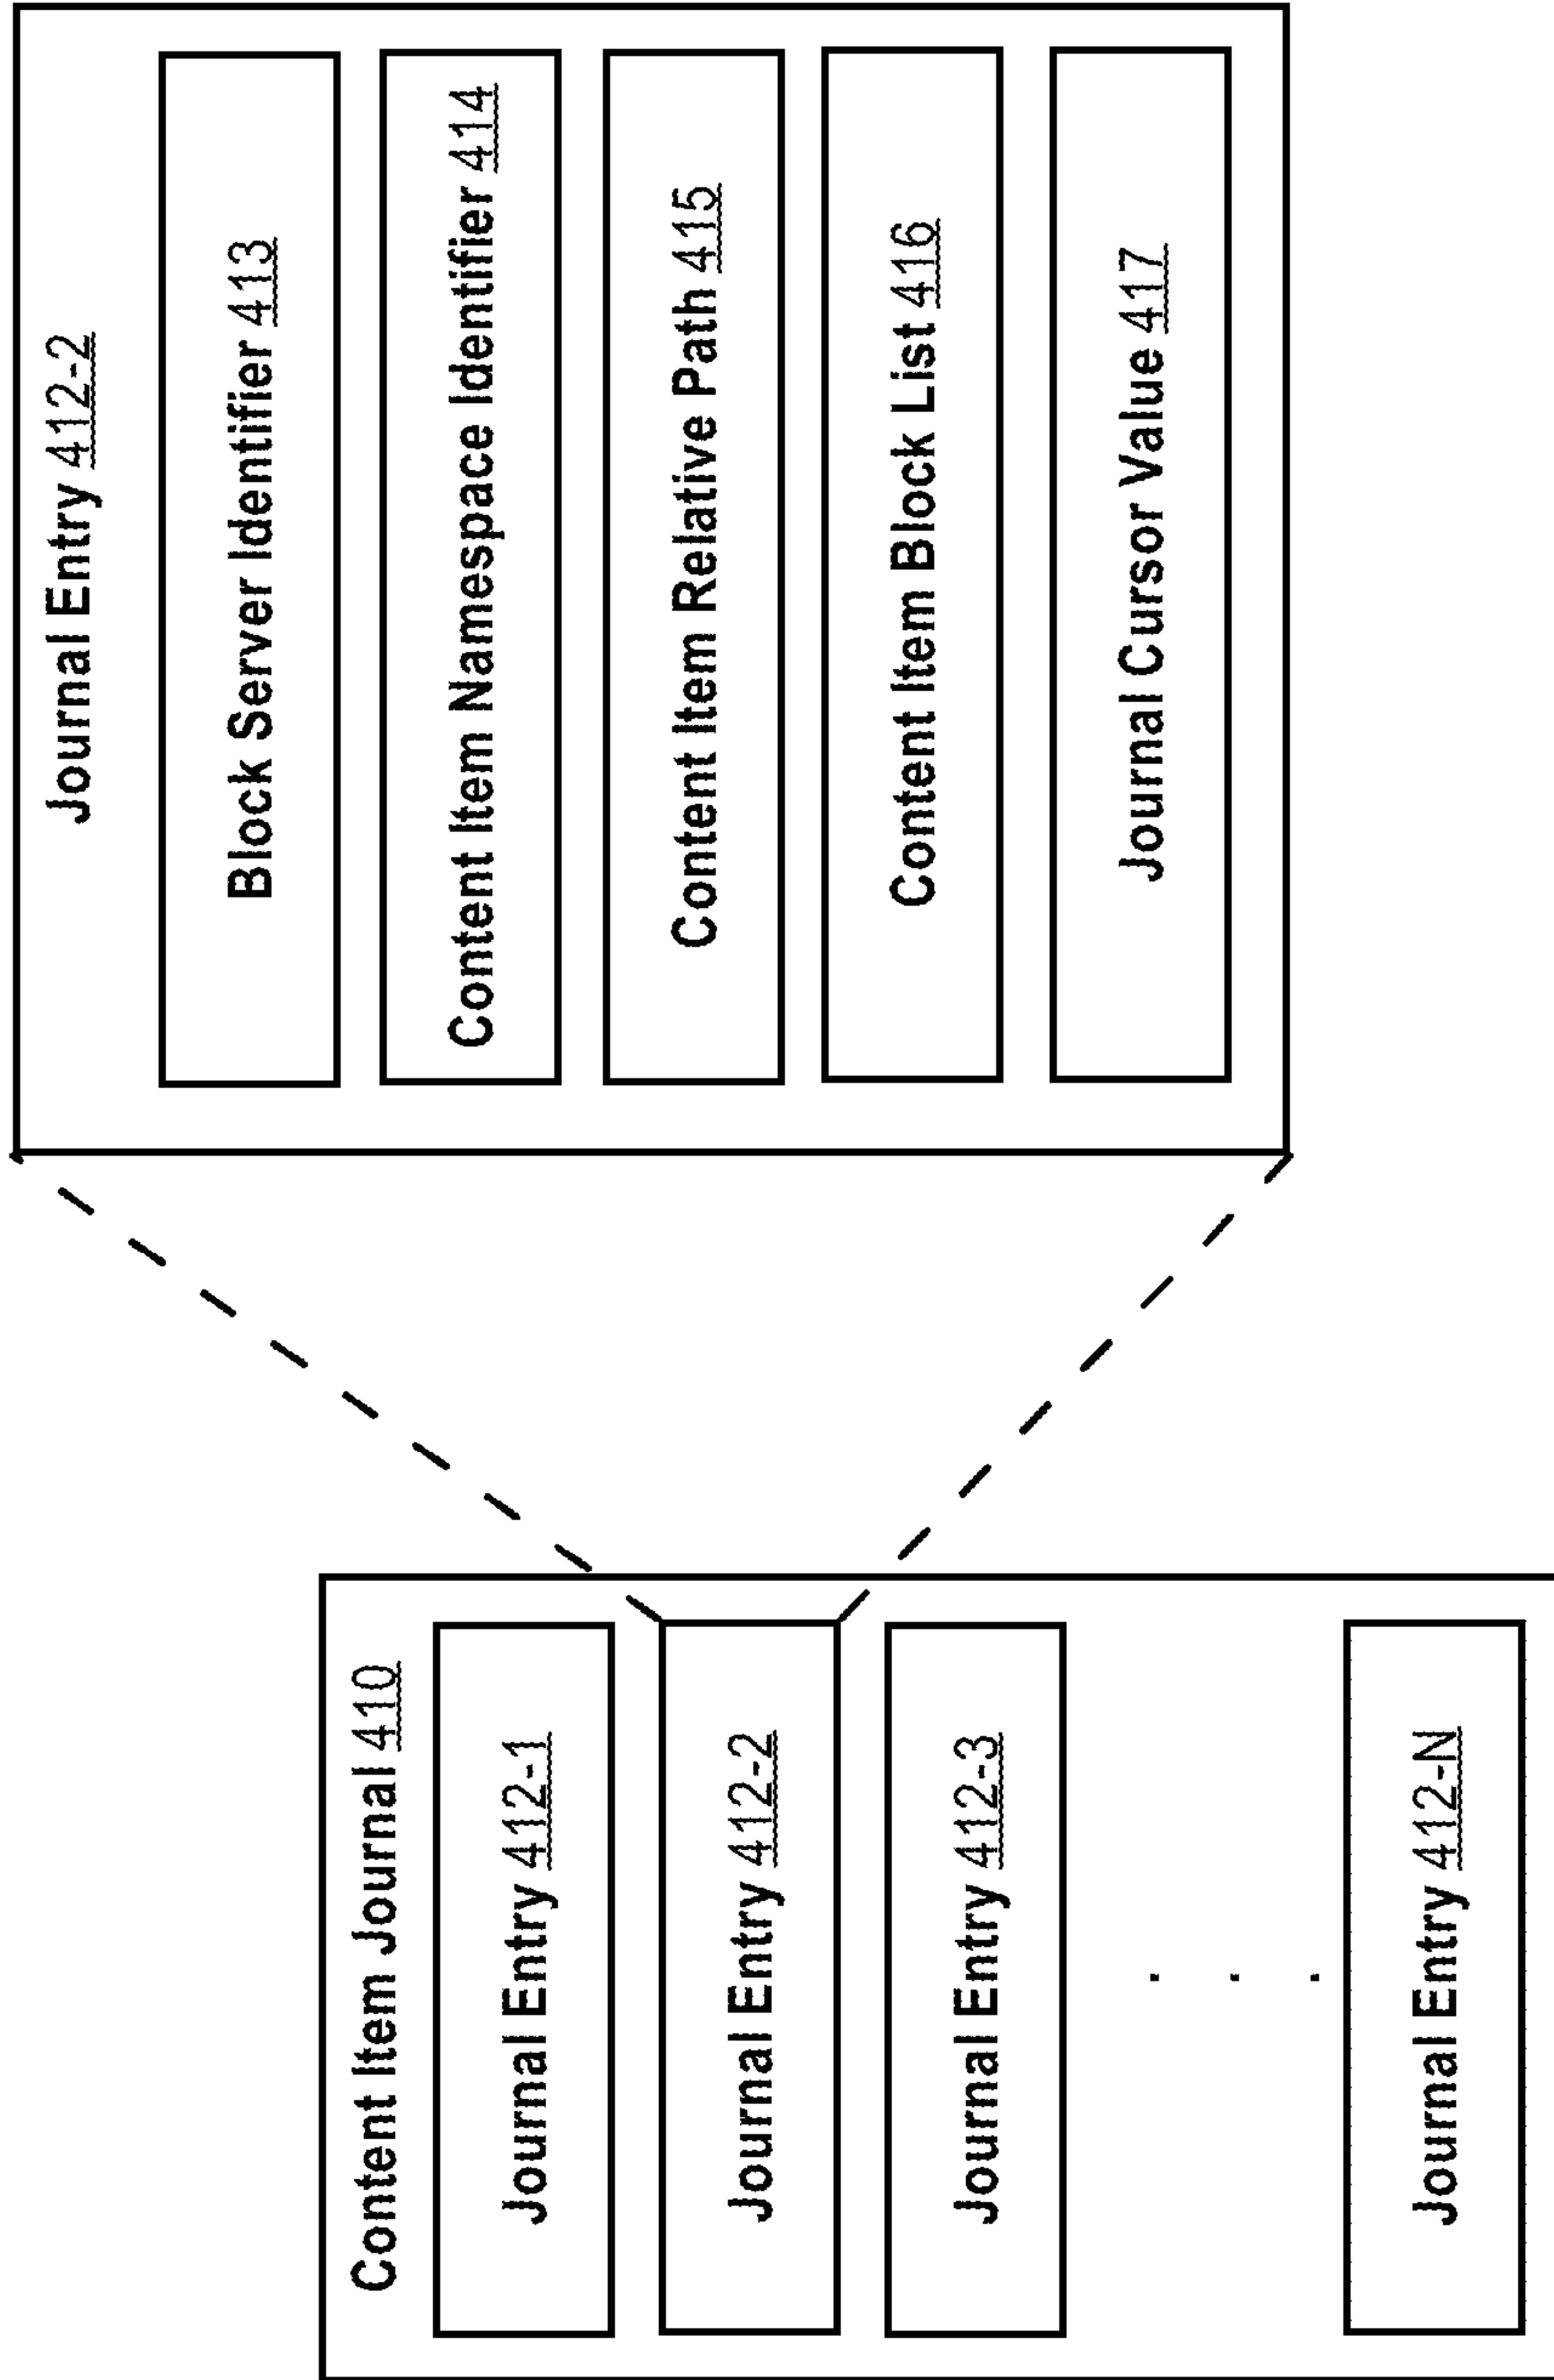 Content Item Journal 410
Journal Entry 412-1
Journal Entry 412-2
Journal Entry 412-3
Journal Entry 412-N
Journal Entry 412-2
Block Server Identifier 413
Content Item Namespace Identifier 414
Content Item Relative Path 415
Content Item Block List 416
Journal Cursor Value 417